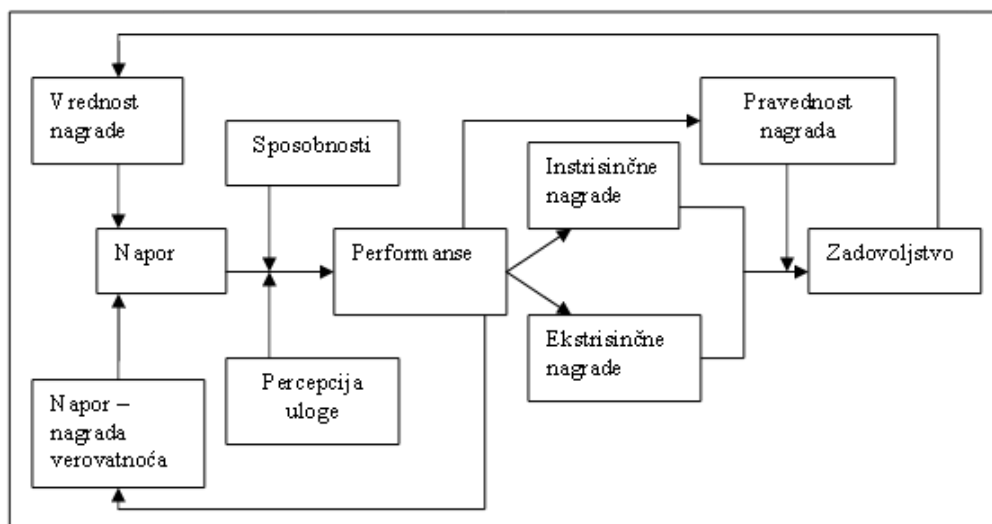 Vrednost
nagrade
Sposobnosti
Pravednost
nagrada
Instrisinčne
nagrade
Napor
Performanse
Zadovoljstvo
Ekstrisinčne
nagrade
Percepcija
uloge
Napor –
nagrada
verovatnoća